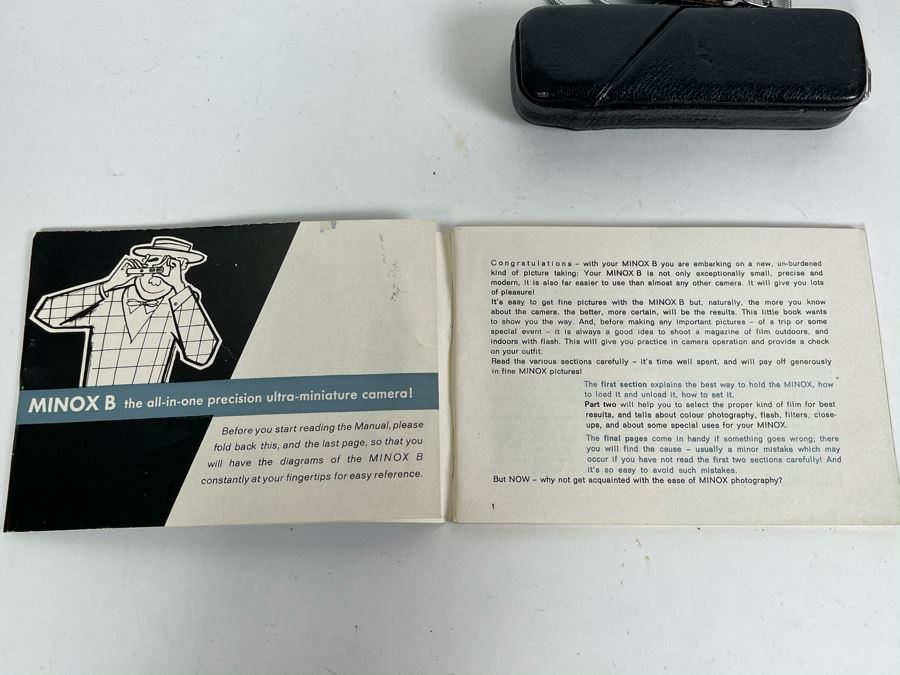 MINOX B the all-in-one precision ultra-miniature camera!
Before you start reading the Manual, please
fold back this, and the last page, so that you
will have the diagrams of the MINOX B
constantly at your fingertips for easy reference.
Congratulations – with your MINOX B you are embarking on a new, un-burdened
kind of picture taking: Your MINOX B is not only exceptionally small, precise and
modern, it is also far easier to use than almost any other camera. It will give you lots
of pleasure!
It's easy to get fine pictures with the MINOX B but, naturally, the more you know
about the camera. the better, more certain, will be the results. This little book wants
to show you the way. And, before making any important pictures – of a trip or some
special event – it is always a good idea to shoot a magazine of film outdoors, and
indoors with flash. This will give you practice in camera operation and provide a check
on your outfit.
Read the various sections carefully – it's time well spent, and will pay off generously
in fine MINOX pictures!
The first section explains the best way to hold the MINOX, how
to load it and unload it, how to set it.
Part two will help you to select the proper kind of film for best
results, and tells about colour photography, flash, filters, close-
ups, and about some special uses for your MINOX.
The final pages come in handy if something goes wrong; there
you will find the cause – usually a minor mistake which may
occur if you have not read the first two sections carefully! And
it's so easy to avoid such mistakes.
But NOW – why not get acquainted with the ease of MINOX photography?
1